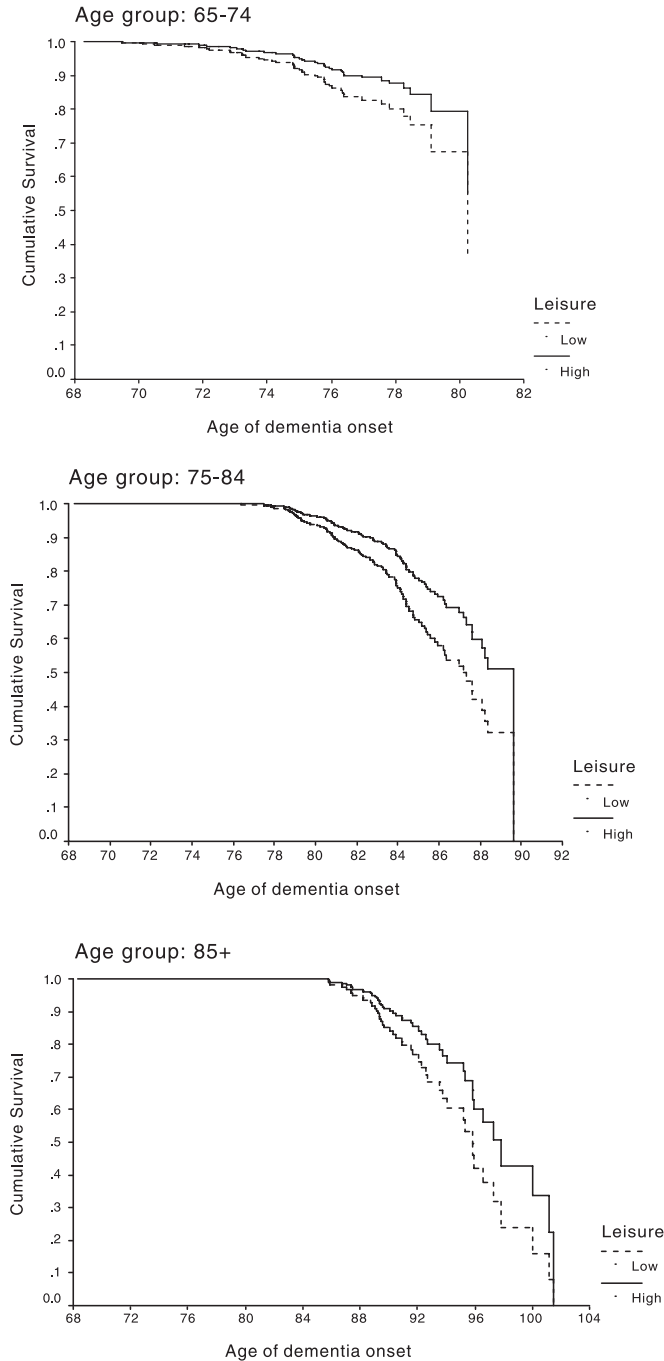 Age group: 65-74
1.0
.9
.8
.7
.6
.5
.4
.3
.2
.1
0.0
Cumulative Survival
68 70 72 74 76 78 80 82
Age of dementia onset
Leisure
Low
High
Age group: 75-84
1.0
.9
.8
.7
.6
.5
.4
.3
.2
.1
0.0
Cumulative Survival
68 70 72 74 76 78 80 82 84 86 88 90 92
Age of dementia onset
Leisure
Low
High
Age group: 85+
1.0
.9
.8
.7
.6
.5
.4
.3
.2
.1
0.0
Cumulative Survival
68 72 76 80 84 88 92 96 100 104
Age of dementia onset
Leisure
Low
High